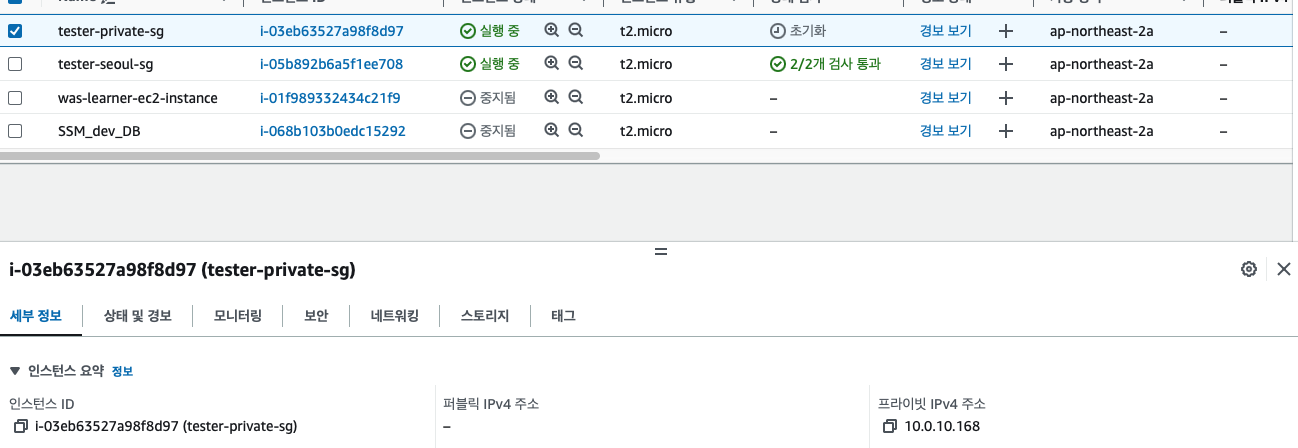 tester-private-sg i-03eb63527a98f8d97 실행 중 t2.micro 초기화 경보 보기 ap-northeast-2a –
tester-seoul-sg i-05b892b6a5f1ee708 실행 중 t2.micro 2/2개 검사 통과 경보 보기 ap-northeast-2a –
was-learner-ec2-instance i-01f989332434c21f9 중지됨 t2.micro – 경보 보기 ap-northeast-2a –
SSM_dev_DB i-068b103b0edc15292 중지됨 t2.micro – 경보 보기 ap-northeast-2a –
i-03eb63527a98f8d97 (tester-private-sg)
세부 정보 상태 및 경보 모니터링 보안 네트워킹 스토리지 태그
인스턴스 요약 정보
인스턴스 ID 퍼블릭 IPv4 주소 프라이빗 IPv4 주소
i-03eb63527a98f8d97 (tester-private-sg) – 10.0.10.168